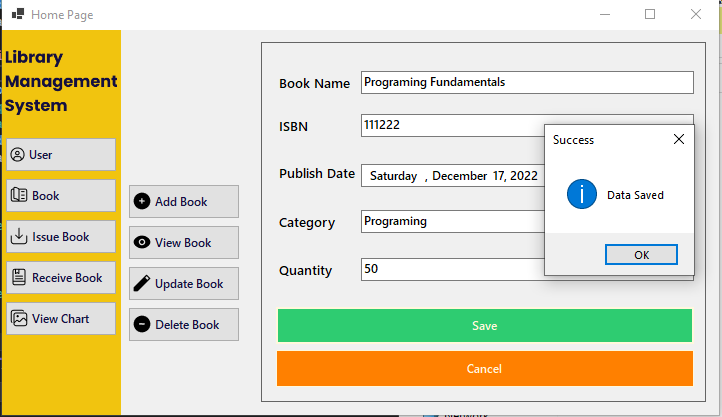 Home Page
Library
Management
System
User
Book
Issue Book
Receive Book
View Chart
Add Book
View Book
Update Book
Delete Book
Book Name
Programing Fundamentals
ISBN
111222
Publish Date
Saturday , December 17, 2022
Category
Programing
Quantity
50
Save
Cancel
Success
Data Saved
OK